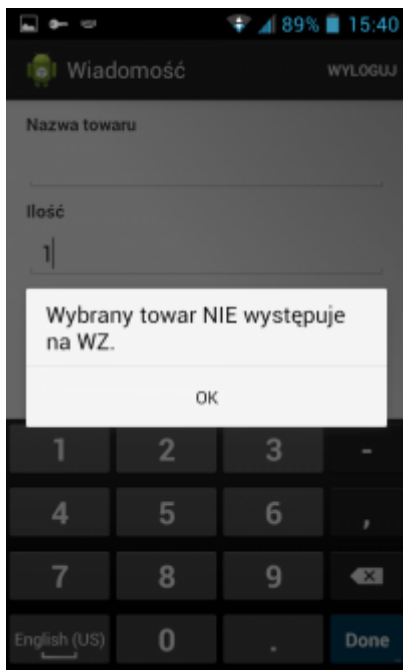 89% 15:40
Wiadomość WYLOGUJ
Nazwa towaru
Ilość
1
Wybrany towar NIE występuje
na WZ.
OK
1 2 3 -
4 5 6 ,
7 8 9
English (US) 0 . Done